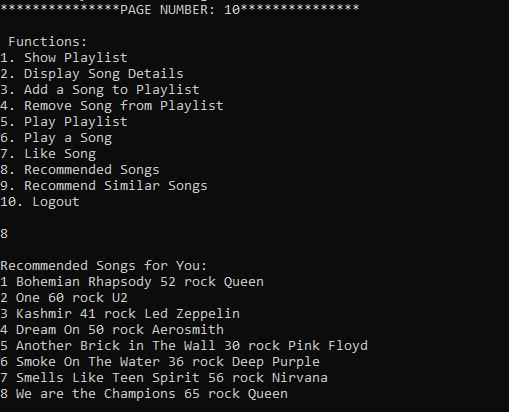 ***************PAGE NUMBER: 10***************
Functions:
1. Show Playlist
2. Display Song Details
3. Add a Song to Playlist
4. Remove Song from Playlist
5. Play Playlist
6. Play a Song
7. Like Song
8. Recommended Songs
9. Recommend Similar Songs
10. Logout
8
Recommended Songs for You:
1 Bohemian Rhapsody 52 rock Queen
2 One 60 rock U2
3 Kashmir 41 rock Led Zeppelin
4 Dream On 50 rock Aerosmith
5 Another Brick in The Wall 30 rock Pink Floyd
6 Smoke On The Water 36 rock Deep Purple
7 Smells Like Teen Spirit 56 rock Nirvana
8 We are the Champions 65 rock Queen